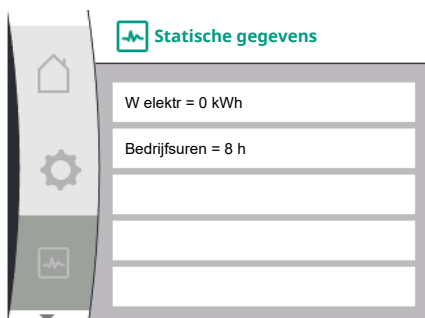 Statische gegevens
W elektr = 0 kWh
Bedrijfsuren = 8 h